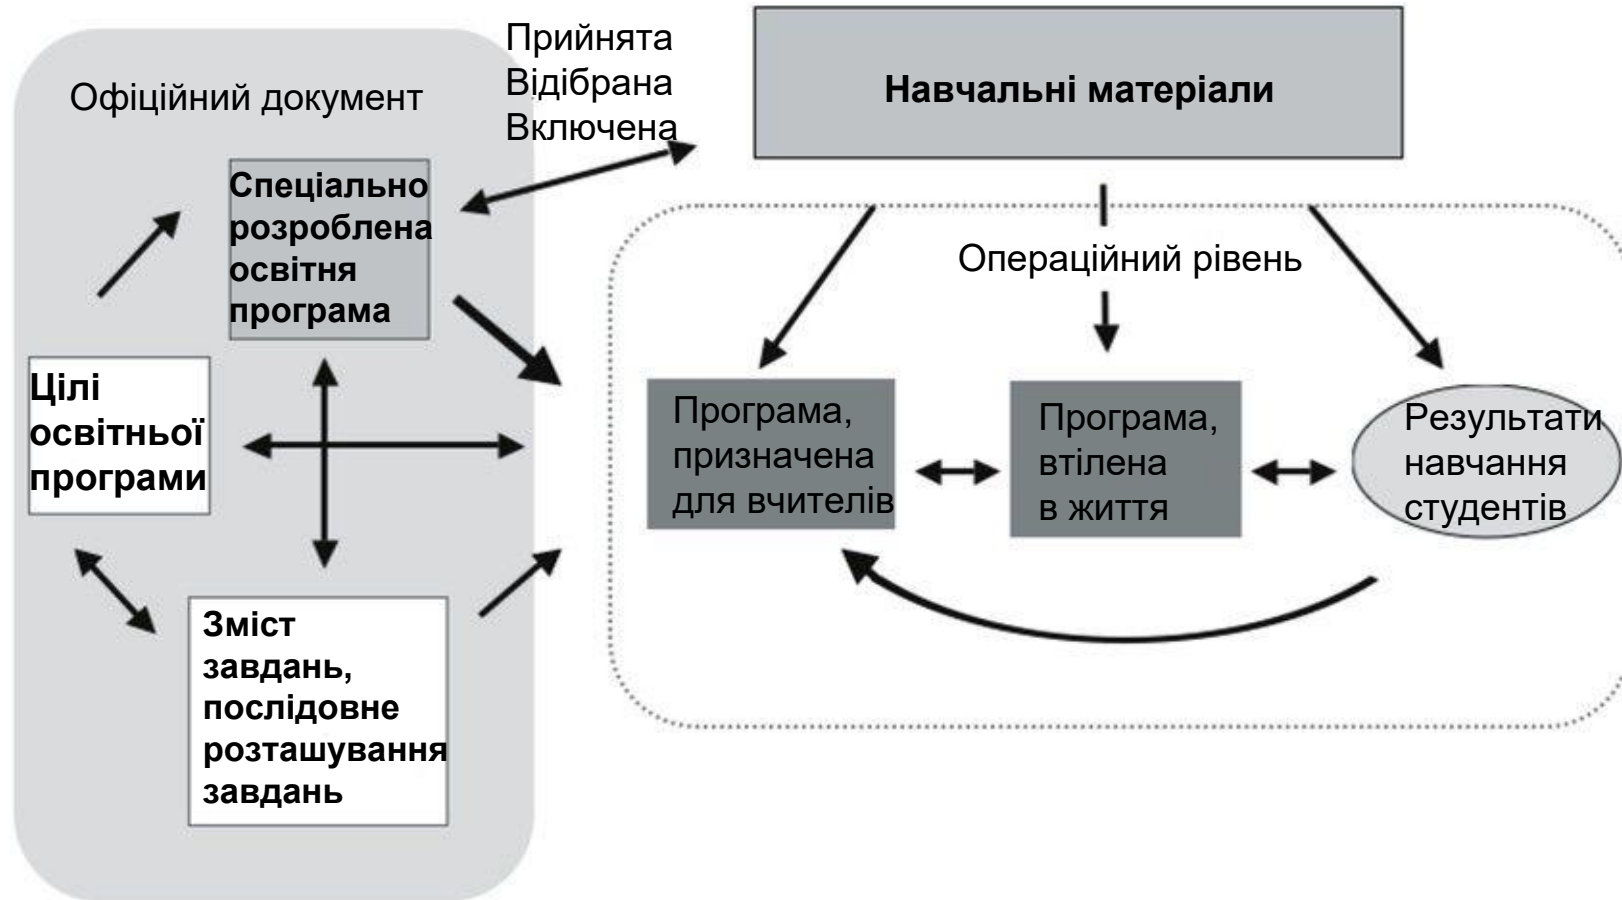 Офіційний документ
Прийнята
Відібрана
Включена
Навчальні матеріали
Спеціально
розроблена
освітня
програма
Цілі
освітньої
програми
Зміст
завдань,
послідовне
розташування
завдань
Операційний рівень
Програма,
призначена
для вчителів
Програма,
втілена
в життя
Результати
навчання
студентів